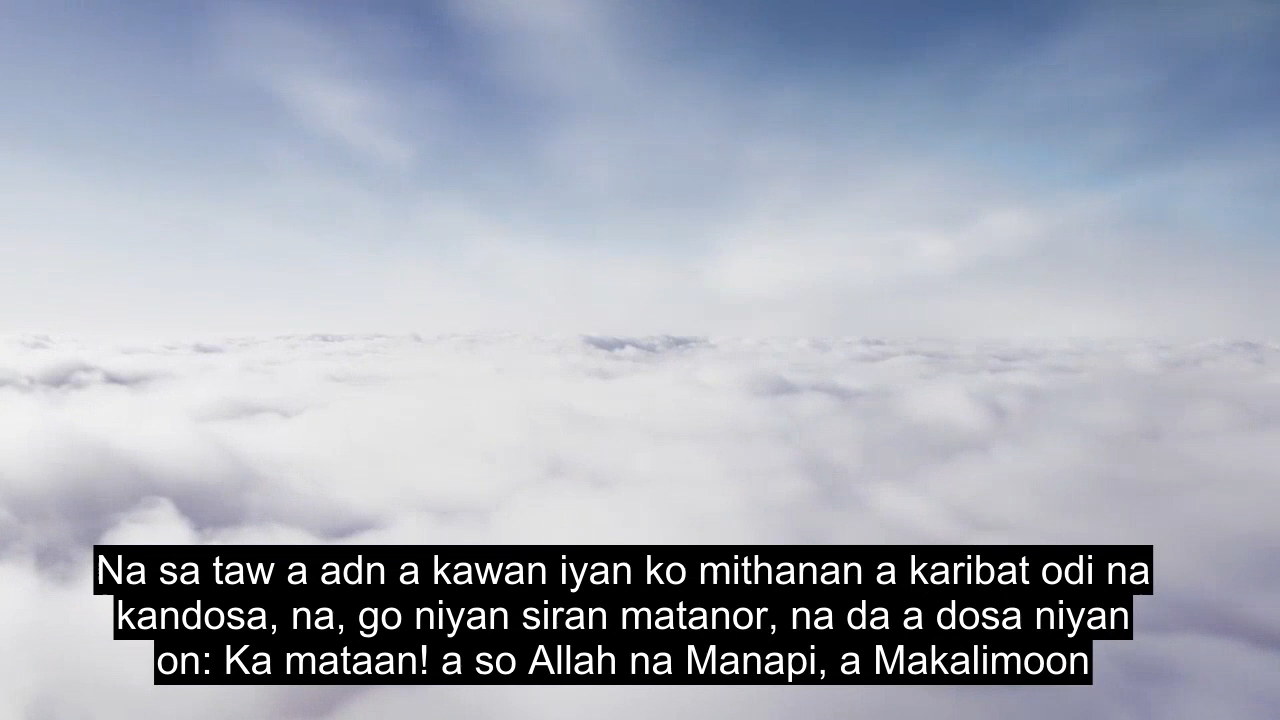 Na sa taw a adn a kawan iyan ko mithanan a karibat odi na
kandosa, na, go niyan siran matanor, na da a dosa niyan
on: Ka mataan! a so Allah na Manapi, a Makalimoon